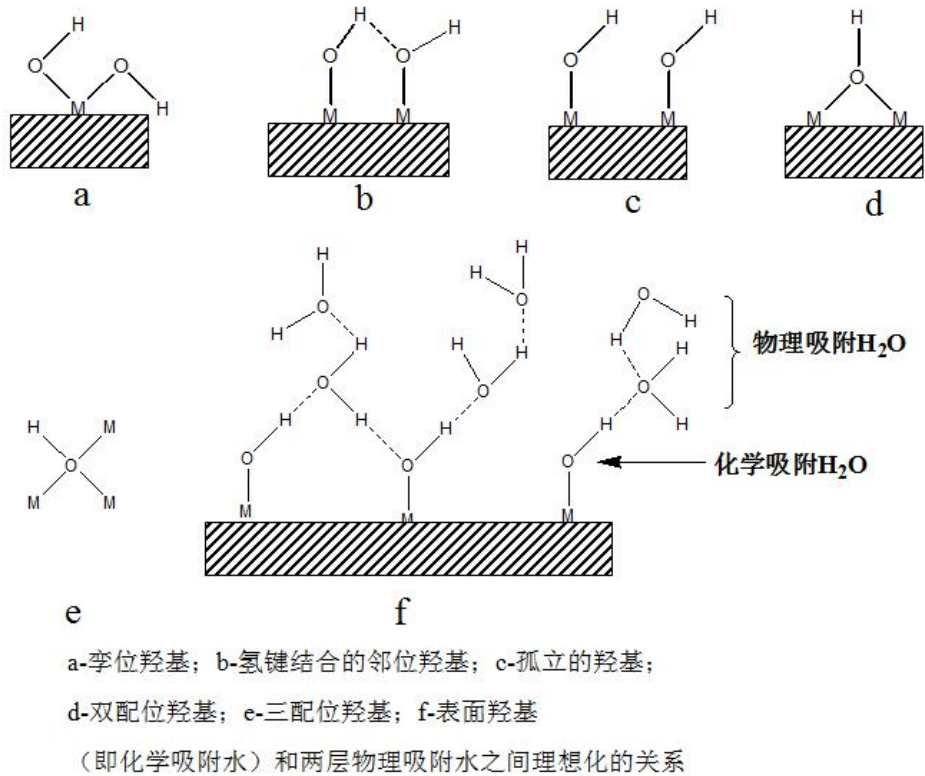 H
O O
M H
a
H
O O H
M M
b
H H
O O
M M
c
H
O
M M
d
H M
O
M M
e
H H H
H O H O
H H O H
O O H H
H H H O
O O H H
M M O
M
f
物理吸附H₂O
化学吸附H₂O
a-孪位羟基；b-氢键结合的邻位羟基；c-孤立的羟基；
d-双配位羟基；e-三配位羟基；f-表面羟基
（即化学吸附水）和两层物理吸附水之间理想化的关系